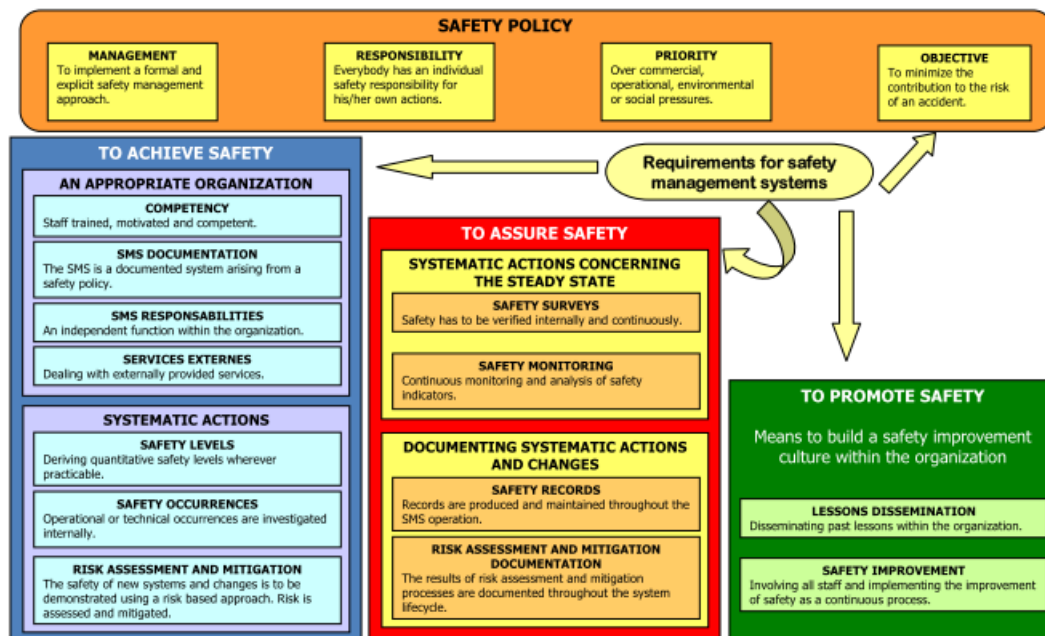 SAFETY POLICY
MANAGEMENT
To implement a formal and
explicit safety management
approach.
RESPONSIBILITY
Everybody has an individual
safety responsibility for
his/her own actions.
PRIORITY
Over commercial,
operational, environmental
or social pressures.
OBJECTIVE
To minimize the
contribution to the risk
of an accident.
Requirements for safety
management systems
TO ACHIEVE SAFETY
AN APPROPRIATE ORGANIZATION
COMPETENCY
Staff trained, motivated and competent.
SMS DOCUMENTATION
The SMS is a documented system arising from a
safety policy.
SMS RESPONSABILITIES
An independent function within the organization.
SERVICES EXTERNES
Dealing with externally provided services.
SYSTEMATIC ACTIONS
SAFETY LEVELS
Deriving quantitative safety levels wherever
practicable.
SAFETY OCCURRENCES
Operational or technical occurrences are investigated
internally.
RISK ASSESSMENT AND MITIGATION
The safety of new systems and changes is to be
demonstrated using a risk based approach. Risk is
assessed and mitigated.
TO ASSURE SAFETY
SYSTEMATIC ACTIONS CONCERNING
THE STEADY STATE
SAFETY SURVEYS
Safety has to be verified internally and continuously.
SAFETY MONITORING
Continuous monitoring and analysis of safety
indicators.
DOCUMENTING SYSTEMATIC ACTIONS
AND CHANGES
SAFETY RECORDS
Records are produced and maintained throughout the
SMS operation.
RISK ASSESSMENT AND MITIGATION
DOCUMENTATION
The results of risk assessment and mitigation
processes are documented throughout the system
lifecycle.
TO PROMOTE SAFETY
Means to build a safety improvement
culture within the organization
LESSONS DISSEMINATION
Disseminating past lessons within the organization.
SAFETY IMPROVEMENT
Involving all staff and implementing the improvement
of safety as a continuous process.